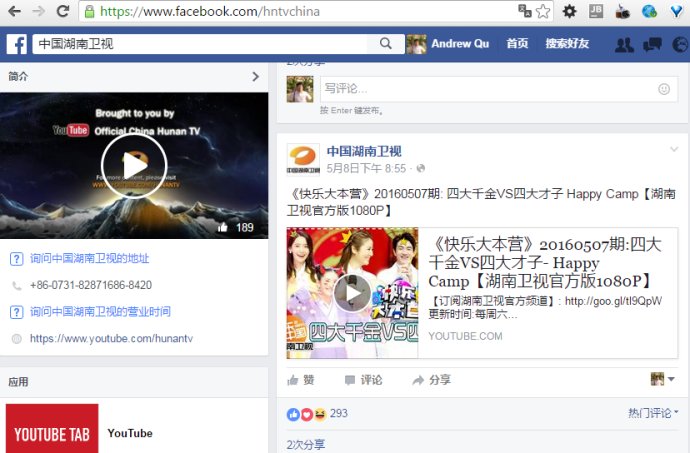 https://www.facebook.com/hntvchina
中国湖南卫视
Andrew Qu
首页
搜索好友
简介
Brought to you by
YouTube Official China Hunan TV
For more content, please visit
WWW.YOUTUBE.COM/HUNANTV
189
询问中国湖南卫视的地址
+86-0731-82871686-8420
询问中国湖南卫视的营业时间
https://www.youtube.com/hunantv
应用
YOUTUBE TAB
YouTube
2次分享
写评论...
按 Enter 键发布。
中国湖南卫视
5月8日下午 8:55 ·
《快乐大本营》20160507期: 四大千金VS四大才子 Happy Camp【湖南
卫视官方版1080P】
四大千金VS四
《快乐大本营》20160507期:四大
千金VS四大才子- Happy
Camp【湖南卫视官方版1080P】
【订阅湖南卫视官方频道】: http://goo.gl/tl9QpW
更新时间:每周六...
YOUTUBE.COM
赞
评论
分享
293
热门评论
2次分享